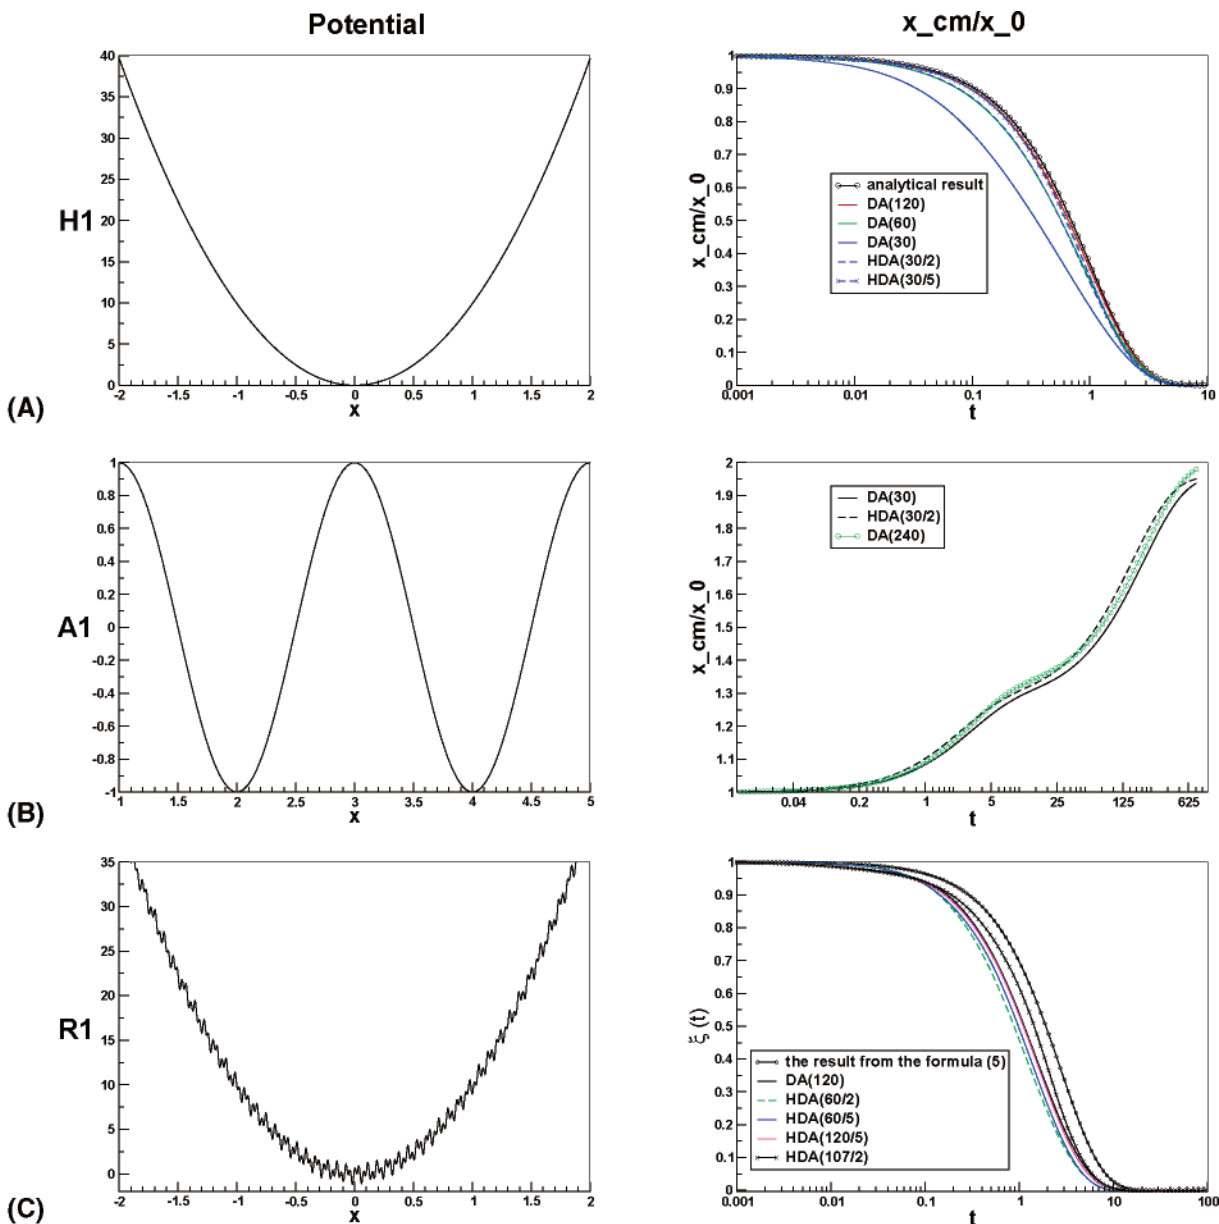 Potential
x_cm/x_0
40
35
30
25
20
15
10
5
0
-2 -1.5 -1 -0.5 0 0.5 1 1.5 2
x
H1
(A)
1
0.9
0.8
0.7
0.6
0.5
0.4
0.3
0.2
0.1
0
0.001 0.01 0.1 1 10
t
x_cm/x_0
analytical result
DA(120)
DA(60)
DA(30)
HDA(30/2)
HDA(30/5)
1
0.8
0.6
0.4
0.2
0
-0.2
-0.4
-0.6
-0.8
-1
1 1.5 2 2.5 3 3.5 4 4.5 5
x
A1
(B)
2
1.9
1.8
1.7
1.6
1.5
1.4
1.3
1.2
1.1
1
0.04 0.2 1 5 25 125 625
t
x_cm/x_0
DA(30)
HDA(30/2)
DA(240)
35
30
25
20
15
10
5
0
-2 -1.5 -1 -0.5 0 0.5 1 1.5 2
x
R1
(C)
1
0.9
0.8
0.7
0.6
0.5
0.4
0.3
0.2
0.1
0
0.001 0.01 0.1 1 10 100
t
ξ (t)
the result from the formula (5)
DA(120)
HDA(60/2)
HDA(60/5)
HDA(120/5)
HDA(107/2)